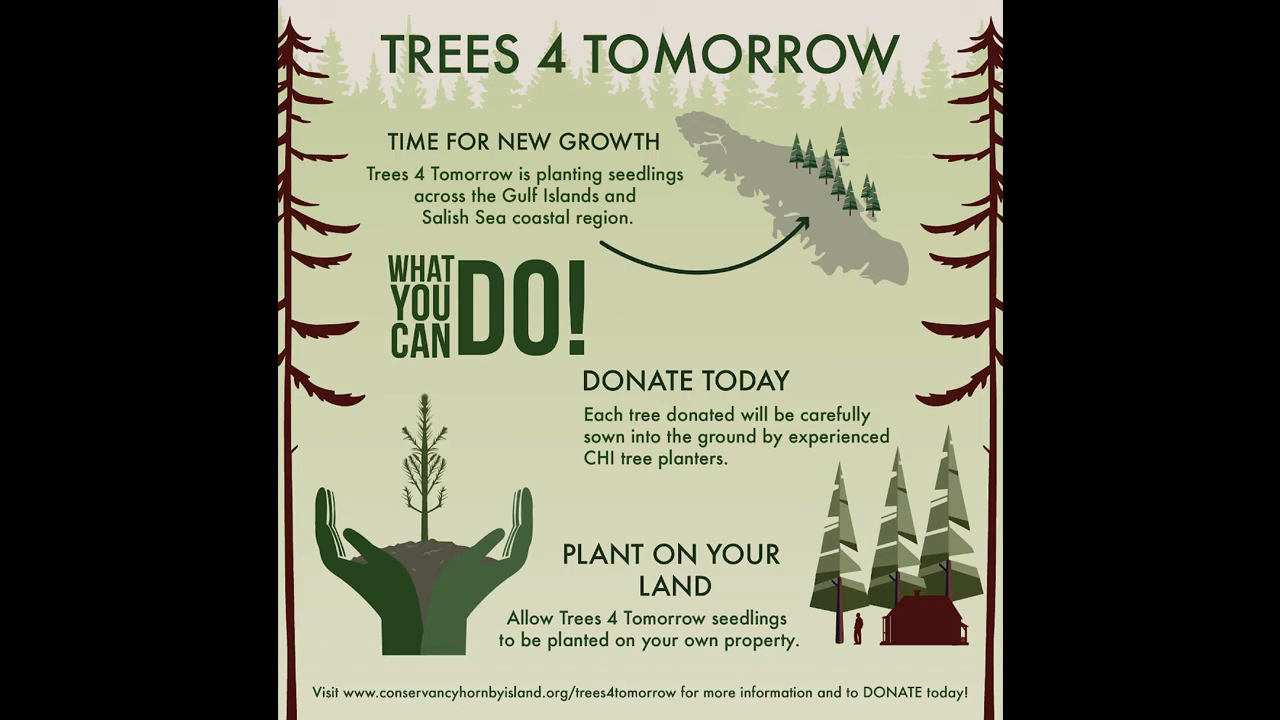 TREES 4 TOMORROW
TIME FOR NEW GROWTH
Trees 4 Tomorrow is planting seedlings
across the Gulf Islands and
Salish Sea coastal region.
WHAT
YOU
CAN
DO!
DONATE TODAY
Each tree donated will be carefully
sown into the ground by experienced
CHI tree planters.
PLANT ON YOUR
LAND
Allow Trees 4 Tomorrow seedlings
to be planted on your own property.
Visit www.conservancyhornbyisland.org/trees4tomorrow for more information and to DONATE today!